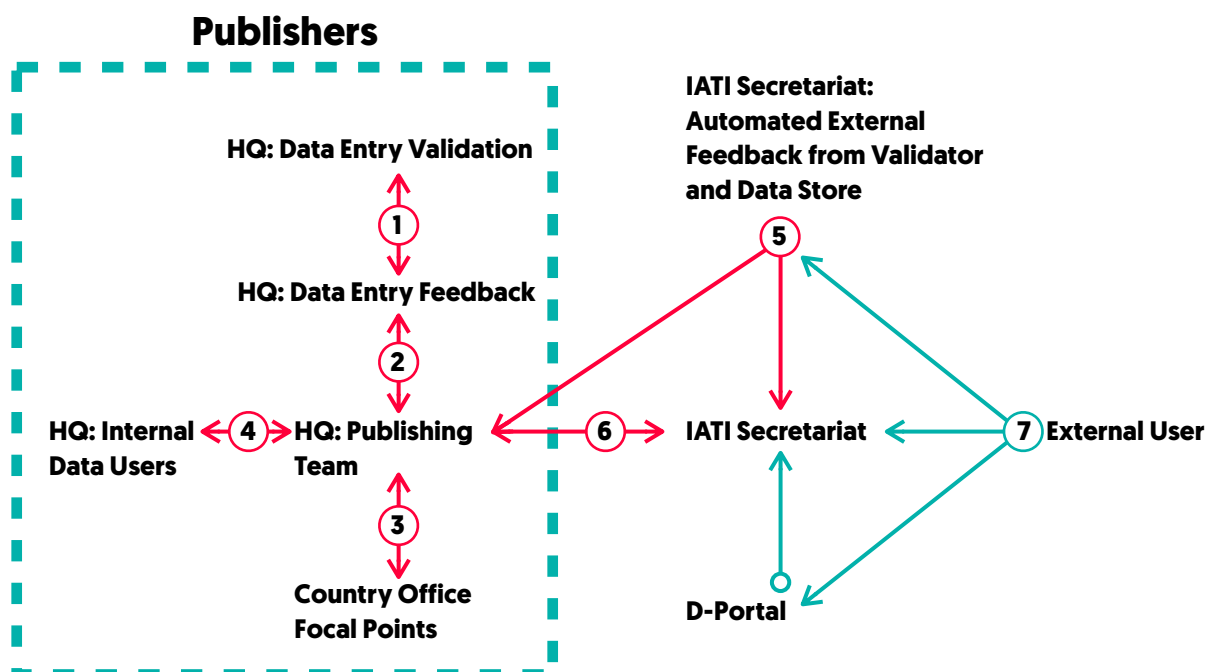 Publishers
IATI Secretariat:
Automated External
Feedback from Validator
and Data Store
HQ: Data Entry Validation
1
5
HQ: Data Entry Feedback
2
HQ: Internal
Data Users
4
HQ: Publishing
Team
6
IATI Secretariat
7
External User
3
Country Office
Focal Points
D-Portal